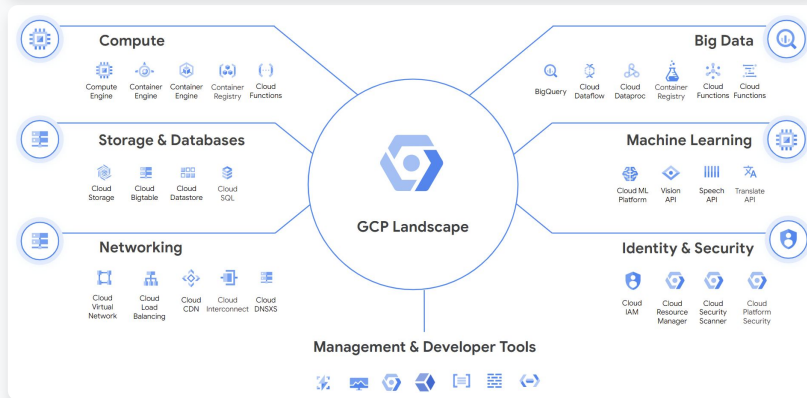 Compute
Compute Engine
Container Engine
Container Engine
Container Registry
Cloud Functions
Storage & Databases
Cloud Storage
Cloud Bigtable
Cloud Datastore
Cloud SQL
Networking
Cloud Virtual Network
Cloud Load Balancing
Cloud CDN
Cloud Interconnect
Cloud DNSXS
GCP Landscape
Big Data
BigQuery
Cloud Dataflow
Cloud Dataproc
Container Registry
Cloud Functions
Cloud Functions
Machine Learning
Cloud ML Platform
Vision API
Speech API
Translate API
Identity & Security
Cloud IAM
Cloud Resource Manager
Cloud Security Scanner
Cloud Platform Security
Management & Developer Tools